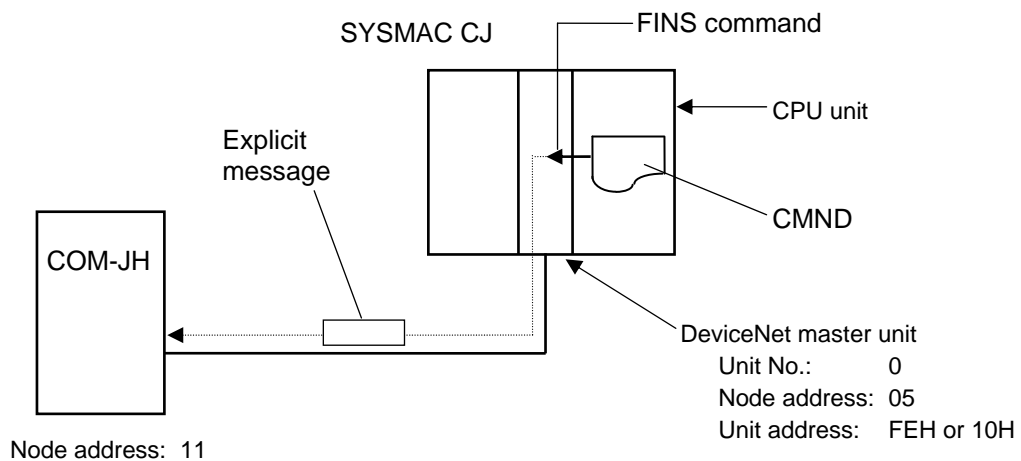 SYSMAC CJ
FINS command
CPU unit
Explicit
message
CMND
COM-JH
DeviceNet master unit
Unit No.: 0
Node address: 05
Unit address: FEH or 10H
Node address: 11